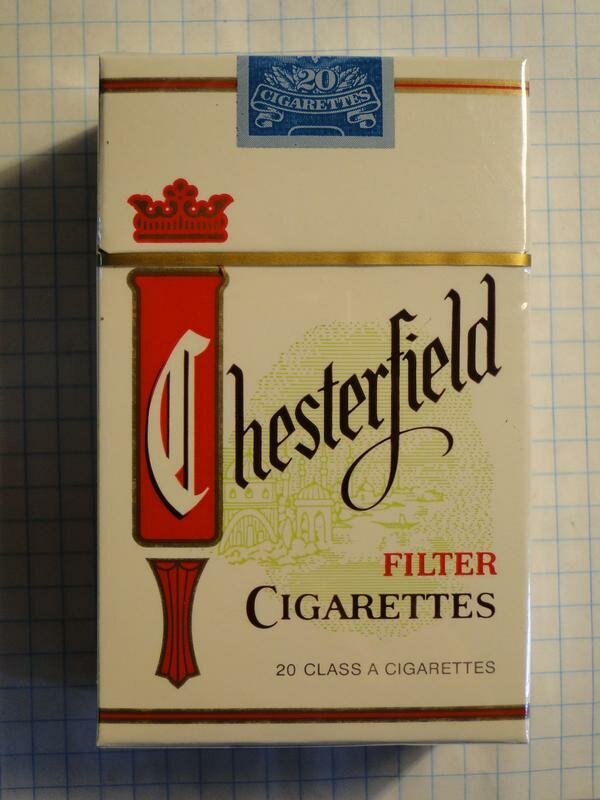 20
CIGARETTES
Chesterfield
FILTER
CIGARETTES
20 CLASS A CIGARETTES